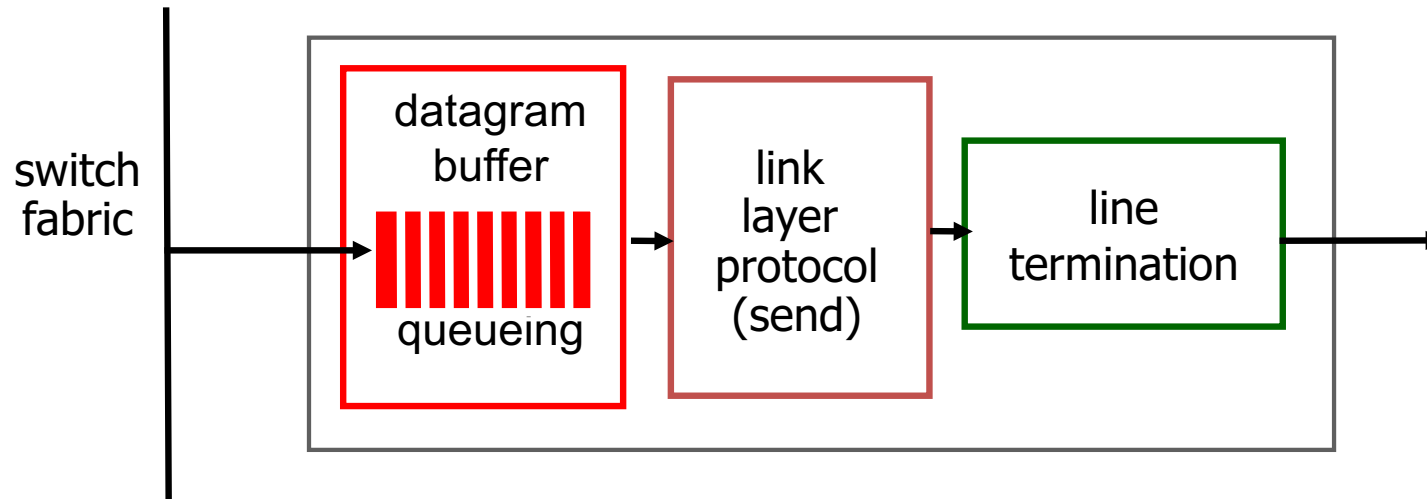 switch
fabric
datagram
buffer
queueing
link
layer
protocol
(send)
line
termination